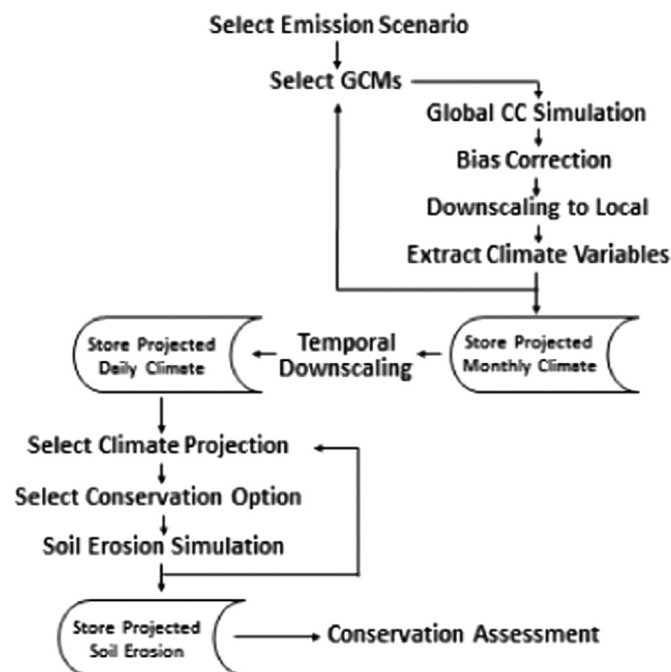 Select Emission Scenario
Select GCMs
Global CC Simulation
Bias Correction
Downscaling to Local
Extract Climate Variables
Store Projected
Monthly Climate
Temporal
Downscaling
Store Projected
Daily Climate
Select Climate Projection
Select Conservation Option
Soil Erosion Simulation
Store Projected
Soil Erosion
Conservation Assessment